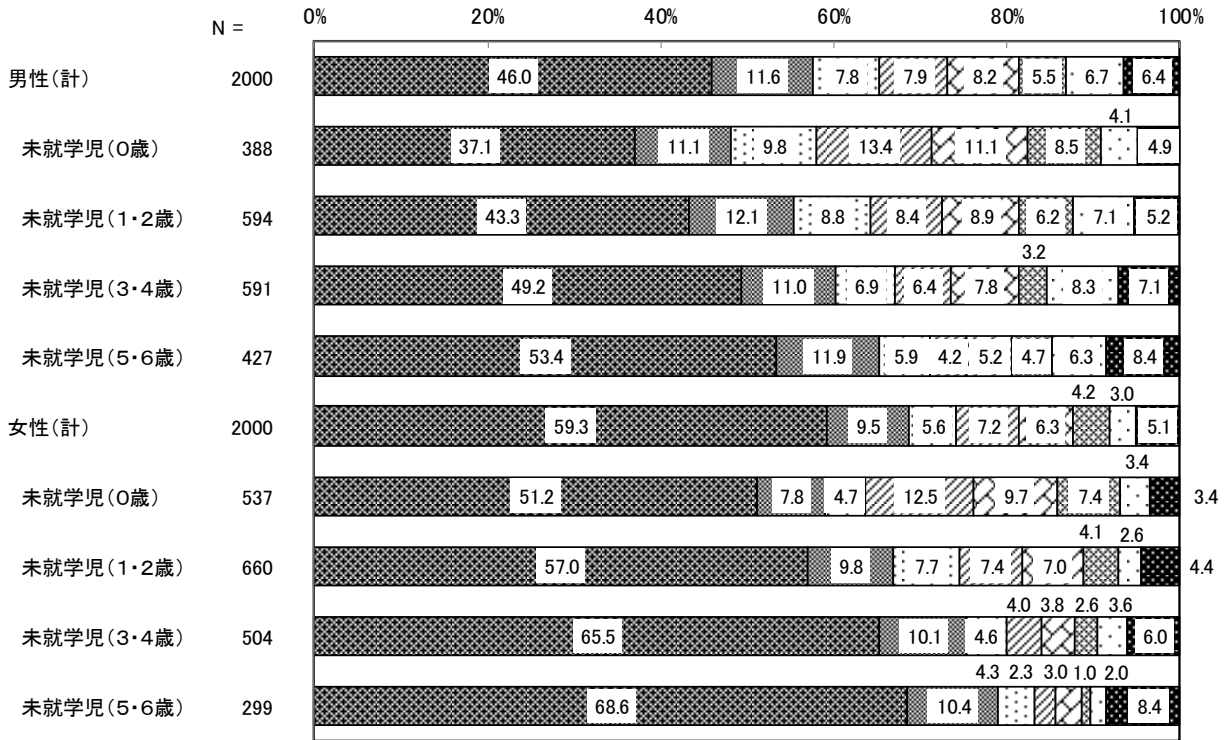 0% 20% 40% 60% 80% 100%
N =
男性(計) 2000 46.0 11.6 7.8 7.9 8.2 5.5 6.7 6.4
4.1
未就学児(0歳) 388 37.1 11.1 9.8 13.4 11.1 8.5 4.9
未就学児(1・2歳) 594 43.3 12.1 8.8 8.4 8.9 6.2 7.1 5.2
3.2
未就学児(3・4歳) 591 49.2 11.0 6.9 6.4 7.8 8.3 7.1
未就学児(5・6歳) 427 53.4 11.9 5.9 4.2 5.2 4.7 6.3 8.4
4.2 3.0
女性(計) 2000 59.3 9.5 5.6 7.2 6.3 5.1
3.4
未就学児(0歳) 537 51.2 7.8 4.7 12.5 9.7 7.4 3.4
4.1 2.6
未就学児(1・2歳) 660 57.0 9.8 7.7 7.4 7.0 4.4
4.0 3.8 2.6 3.6
未就学児(3・4歳) 504 65.5 10.1 4.6 6.0
4.3 2.3 3.0 1.0 2.0
未就学児(5・6歳) 299 68.6 10.4 8.4